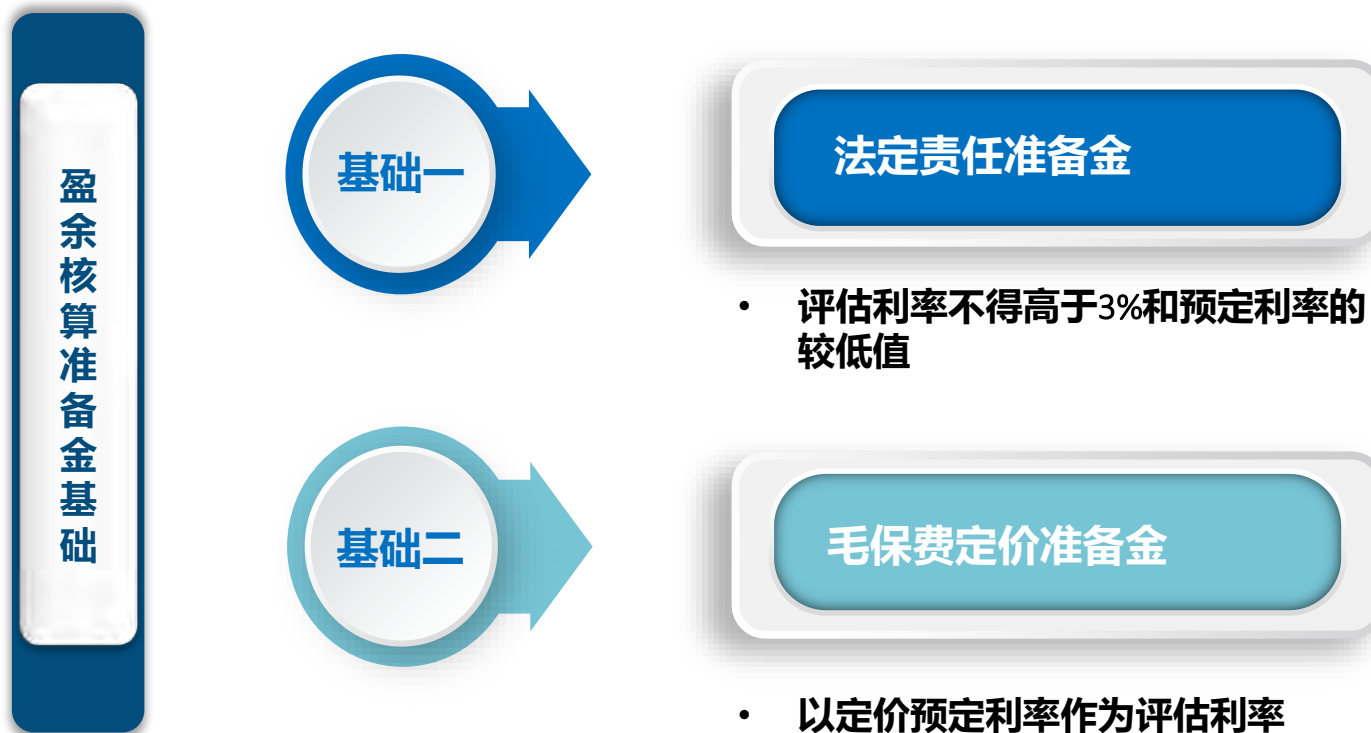 盈余核算准备金基础
基础一
法定责任准备金
• 评估利率不得高于3%和预定利率的
较低值
基础二
毛保费定价准备金
• 以定价预定利率作为评估利率